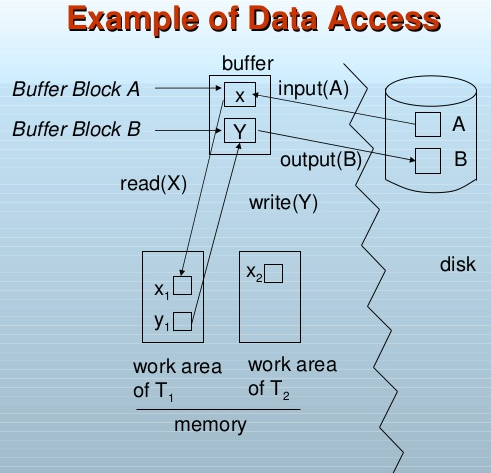 Example of Data Access
buffer
Buffer Block A
x
input(A)
A
Buffer Block B
Y
output(B)
B
read(X)
write(Y)
disk
x1
x2
y1
work area
of T1
work area
of T2
memory